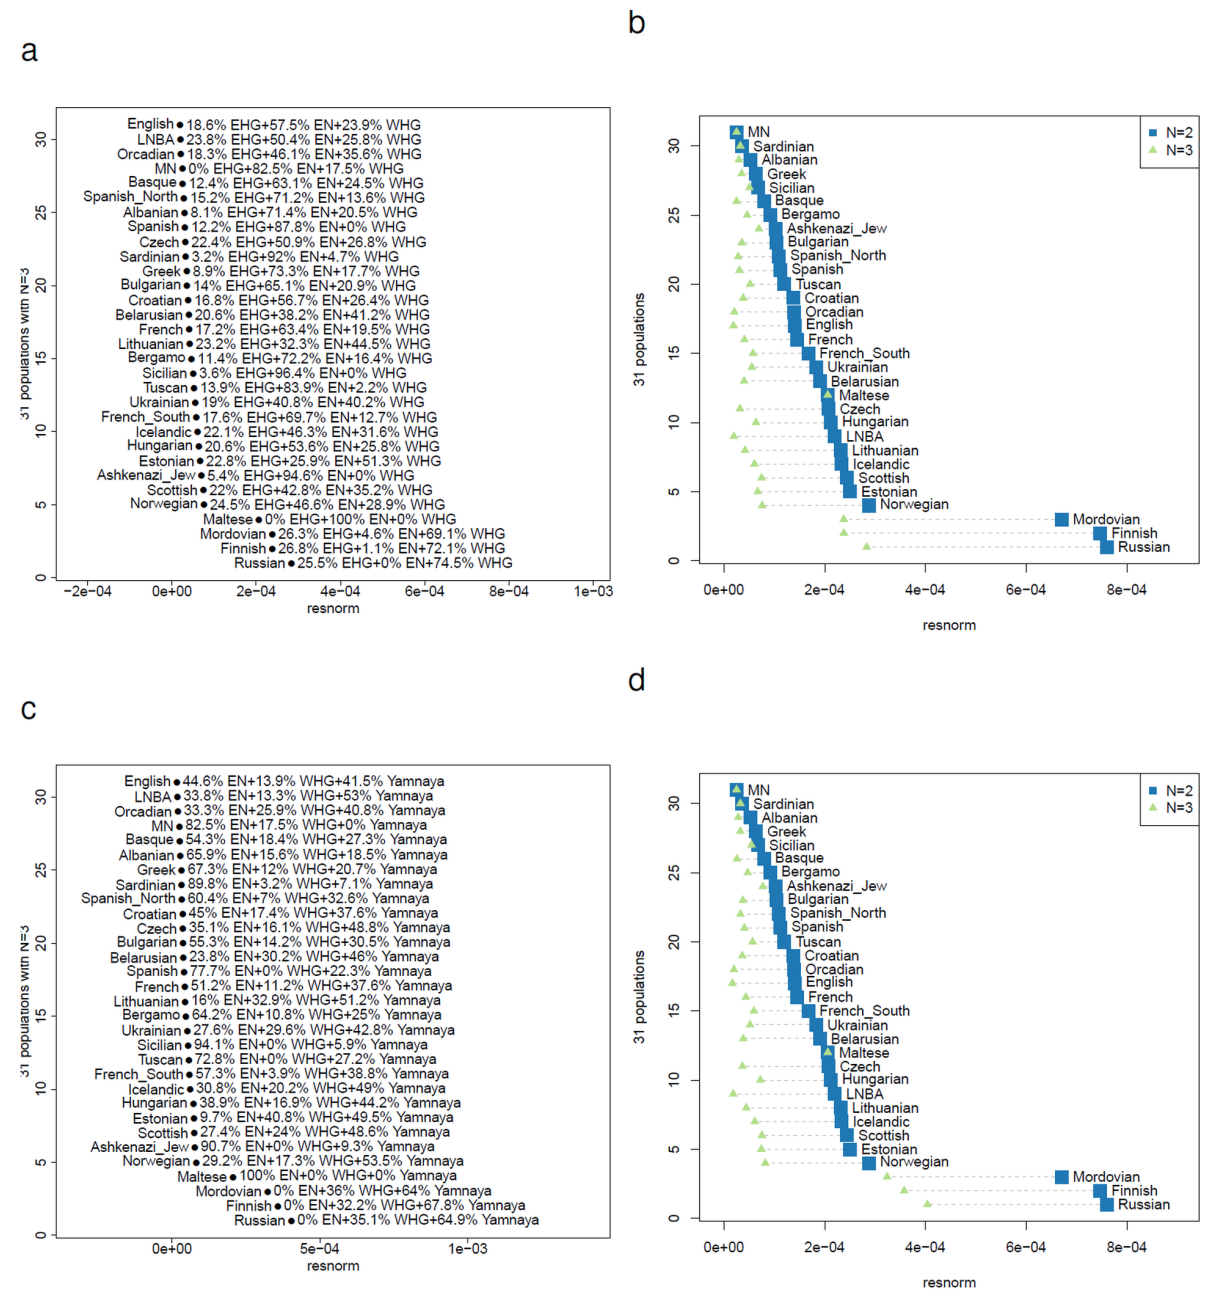 a
31 populations with N=3
30
25
20
15
10
5
0
English 18.6% EHG+57.5% EN+23.9% WHG
LNBA 23.8% EHG+50.4% EN+25.8% WHG
Orcadian 18.3% EHG+46.1% EN+35.6% WHG
MN 0% EHG+82.5% EN+17.5% WHG
Basque 12.4% EHG+63.1% EN+24.5% WHG
Spanish_North 15.2% EHG+71.2% EN+13.6% WHG
Albanian 8.1% EHG+71.4% EN+20.5% WHG
Spanish 12.2% EHG+87.8% EN+0% WHG
Czech 22.4% EHG+50.9% EN+26.8% WHG
Sardinian 3.2% EHG+92% EN+4.7% WHG
Greek 8.9% EHG+73.3% EN+17.7% WHG
Bulgarian 14% EHG+65.1% EN+20.9% WHG
Croatian 16.8% EHG+56.7% EN+26.4% WHG
Belarusian 20.6% EHG+38.2% EN+41.2% WHG
French 17.2% EHG+63.4% EN+19.5% WHG
Lithuanian 23.2% EHG+32.3% EN+44.5% WHG
Bergamo 11.4% EHG+72.2% EN+16.4% WHG
Sicilian 3.6% EHG+96.4% EN+0% WHG
Tuscan 13.9% EHG+83.9% EN+2.2% WHG
Ukrainian 19% EHG+40.8% EN+40.2% WHG
French_South 17.6% EHG+69.7% EN+12.7% WHG
Icelandic 22.1% EHG+46.3% EN+31.6% WHG
Hungarian 20.6% EHG+53.6% EN+25.8% WHG
Estonian 22.8% EHG+25.9% EN+51.3% WHG
Ashkenazi_Jew 5.4% EHG+94.6% EN+0% WHG
Scottish 22% EHG+42.8% EN+35.2% WHG
Norwegian 24.5% EHG+46.6% EN+28.9% WHG
Maltese 0% EHG+100% EN+0% WHG
Mordovian 26.3% EHG+4.6% EN+69.1% WHG
Finnish 26.8% EHG+1.1% EN+72.1% WHG
Russian 25.5% EHG+0% EN+74.5% WHG
−2e−04 0e+00 2e−04 4e−04 6e−04 8e−04 1e−03
resnorm
b
31 populations
30
25
20
15
10
5
0
N=2
N=3
MN
Sardinian
Albanian
Greek
Sicilian
Basque
Bergamo
Ashkenazi_Jew
Bulgarian
Spanish_North
Spanish
Tuscan
Croatian
Orcadian
English
French
French_South
Ukrainian
Belarusian
Maltese
Czech
Hungarian
LNBA
Lithuanian
Icelandic
Scottish
Estonian
Norwegian
Mordovian
Finnish
Russian
0e+00 2e−04 4e−04 6e−04 8e−04
resnorm
c
31 populations with N=3
30
25
20
15
10
5
0
English 44.6% EN+13.9% WHG+41.5% Yamnaya
LNBA 33.8% EN+13.3% WHG+53% Yamnaya
Orcadian 33.3% EN+25.9% WHG+40.8% Yamnaya
MN 82.5% EN+17.5% WHG+0% Yamnaya
Basque 54.3% EN+18.4% WHG+27.3% Yamnaya
Albanian 65.9% EN+15.6% WHG+18.5% Yamnaya
Greek 67.3% EN+12% WHG+20.7% Yamnaya
Sardinian 89.8% EN+3.2% WHG+7.1% Yamnaya
Spanish_North 60.4% EN+7% WHG+32.6% Yamnaya
Croatian 45% EN+17.4% WHG+37.6% Yamnaya
Czech 35.1% EN+16.1% WHG+48.8% Yamnaya
Bulgarian 55.3% EN+14.2% WHG+30.5% Yamnaya
Belarusian 23.8% EN+30.2% WHG+46% Yamnaya
Spanish 77.7% EN+0% WHG+22.3% Yamnaya
French 51.2% EN+11.2% WHG+37.6% Yamnaya
Lithuanian 16% EN+32.9% WHG+51.2% Yamnaya
Bergamo 64.2% EN+10.8% WHG+25% Yamnaya
Ukrainian 27.6% EN+29.6% WHG+42.8% Yamnaya
Sicilian 94.1% EN+0% WHG+5.9% Yamnaya
Tuscan 72.8% EN+0% WHG+27.2% Yamnaya
French_South 57.3% EN+3.9% WHG+38.8% Yamnaya
Icelandic 30.8% EN+20.2% WHG+49% Yamnaya
Hungarian 38.9% EN+16.9% WHG+44.2% Yamnaya
Estonian 9.7% EN+40.8% WHG+49.5% Yamnaya
Scottish 27.4% EN+24% WHG+48.6% Yamnaya
Ashkenazi_Jew 90.7% EN+0% WHG+9.3% Yamnaya
Norwegian 29.2% EN+17.3% WHG+53.5% Yamnaya
Maltese 100% EN+0% WHG+0% Yamnaya
Mordovian 0% EN+36% WHG+64% Yamnaya
Finnish 0% EN+32.2% WHG+67.8% Yamnaya
Russian 0% EN+35.1% WHG+64.9% Yamnaya
0e+00 5e−04 1e−03
resnorm
d
31 populations
30
25
20
15
10
5
0
N=2
N=3
MN
Sardinian
Albanian
Greek
Sicilian
Basque
Bergamo
Ashkenazi_Jew
Bulgarian
Spanish_North
Spanish
Tuscan
Croatian
Orcadian
English
French
French_South
Ukrainian
Belarusian
Maltese
Czech
Hungarian
LNBA
Lithuanian
Icelandic
Scottish
Estonian
Norwegian
Mordovian
Finnish
Russian
0e+00 2e−04 4e−04 6e−04 8e−04
resnorm